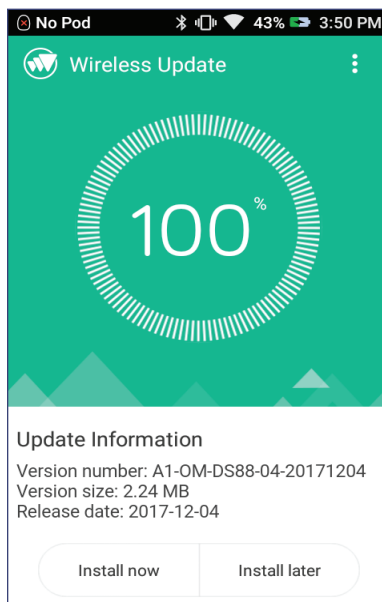 No Pod 43% 3:50 PM
Wireless Update
100%
Update Information
Version number: A1-OM-DS88-04-20171204
Version size: 2.24 MB
Release date: 2017-12-04
Install now Install later